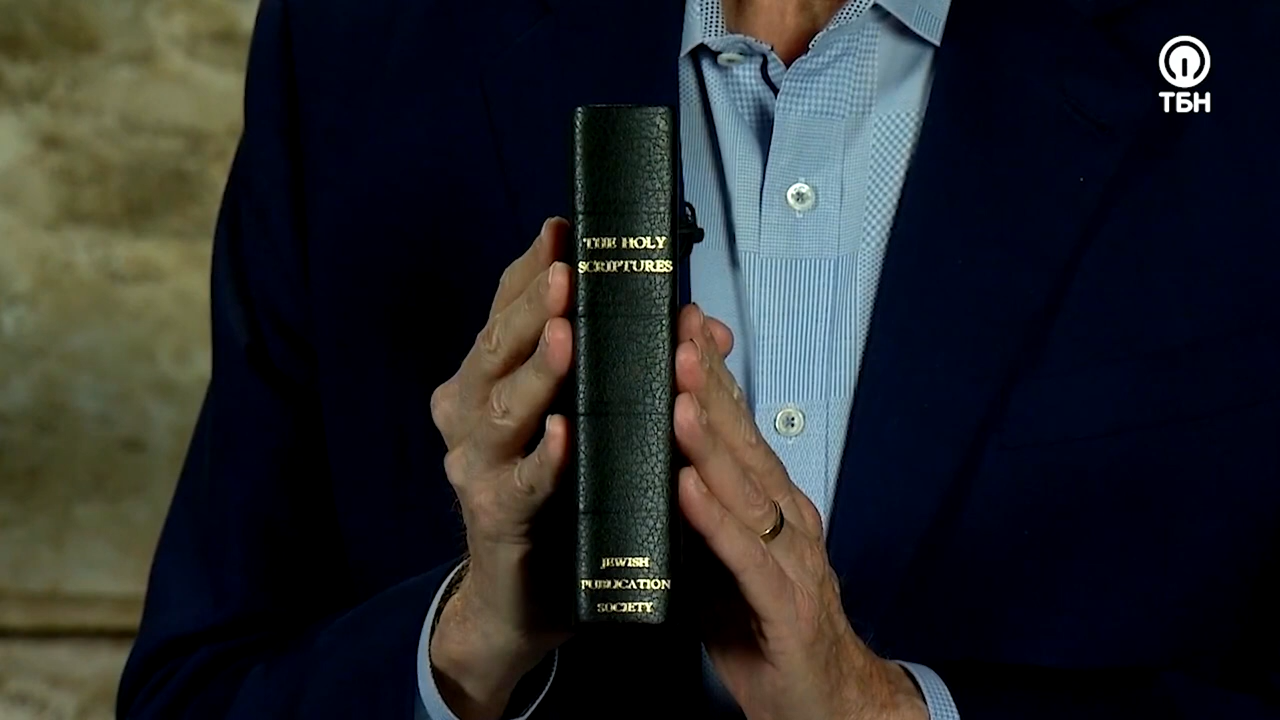 THE HOLY
SCRIPTURES
JEWISH
PUBLICATION
SOCIETY
ТБН